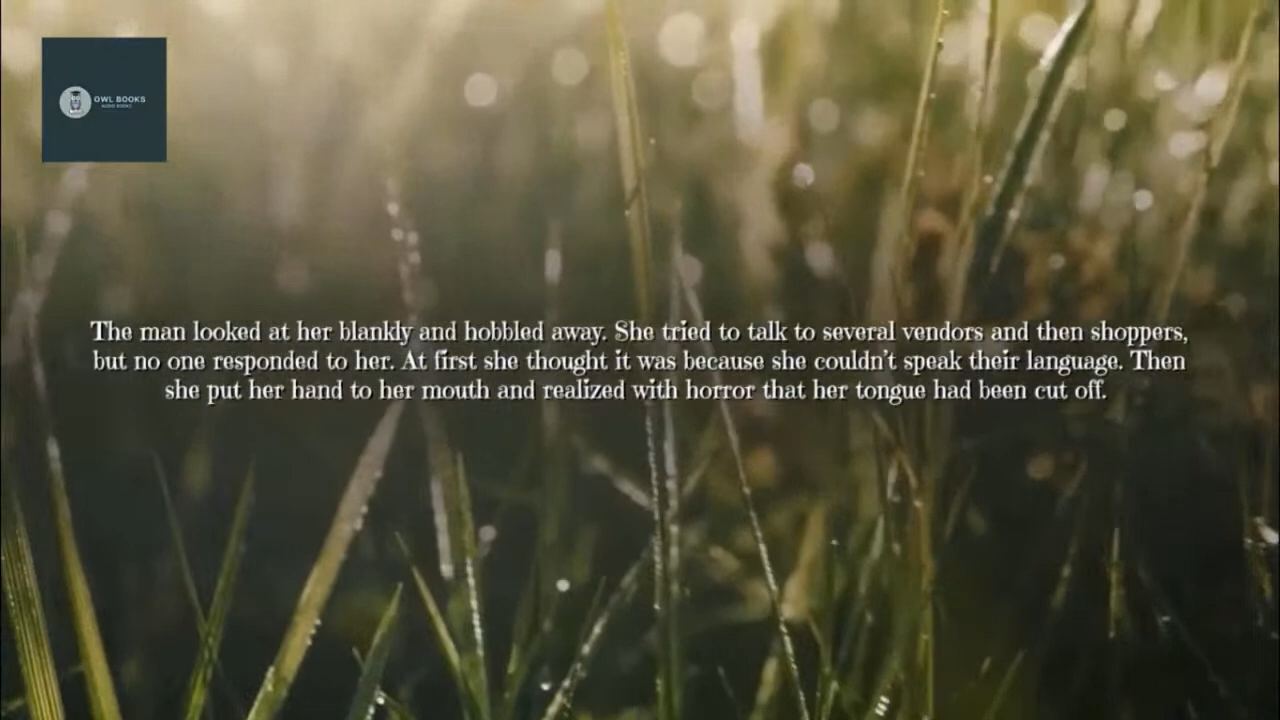 OWL BOOKS
AUDIO BOOKS
The man looked at her blankly and hobbled away. She tried to talk to several vendors and then shoppers,
but no one responded to her. At first she thought it was because she couldn't speak their language. Then
she put her hand to her mouth and realized with horror that her tongue had been cut off.